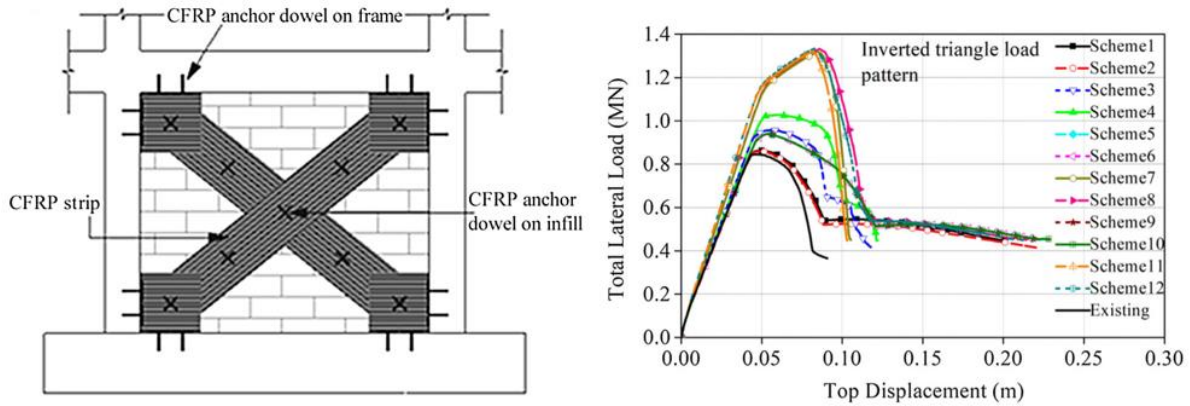 CFRP anchor dowel on frame
CFRP strip
CFRP anchor
dowel on infill
Total Lateral Load (MN)
1.4
1.2
1.0
0.8
0.6
0.4
0.2
0.0
0.00
0.05
0.10
0.15
0.20
0.25
0.30
Top Displacement (m)
Inverted triangle load
pattern
Scheme1
Scheme2
Scheme3
Scheme4
Scheme5
Scheme6
Scheme7
Scheme8
Scheme9
Scheme10
Scheme11
Scheme12
Existing